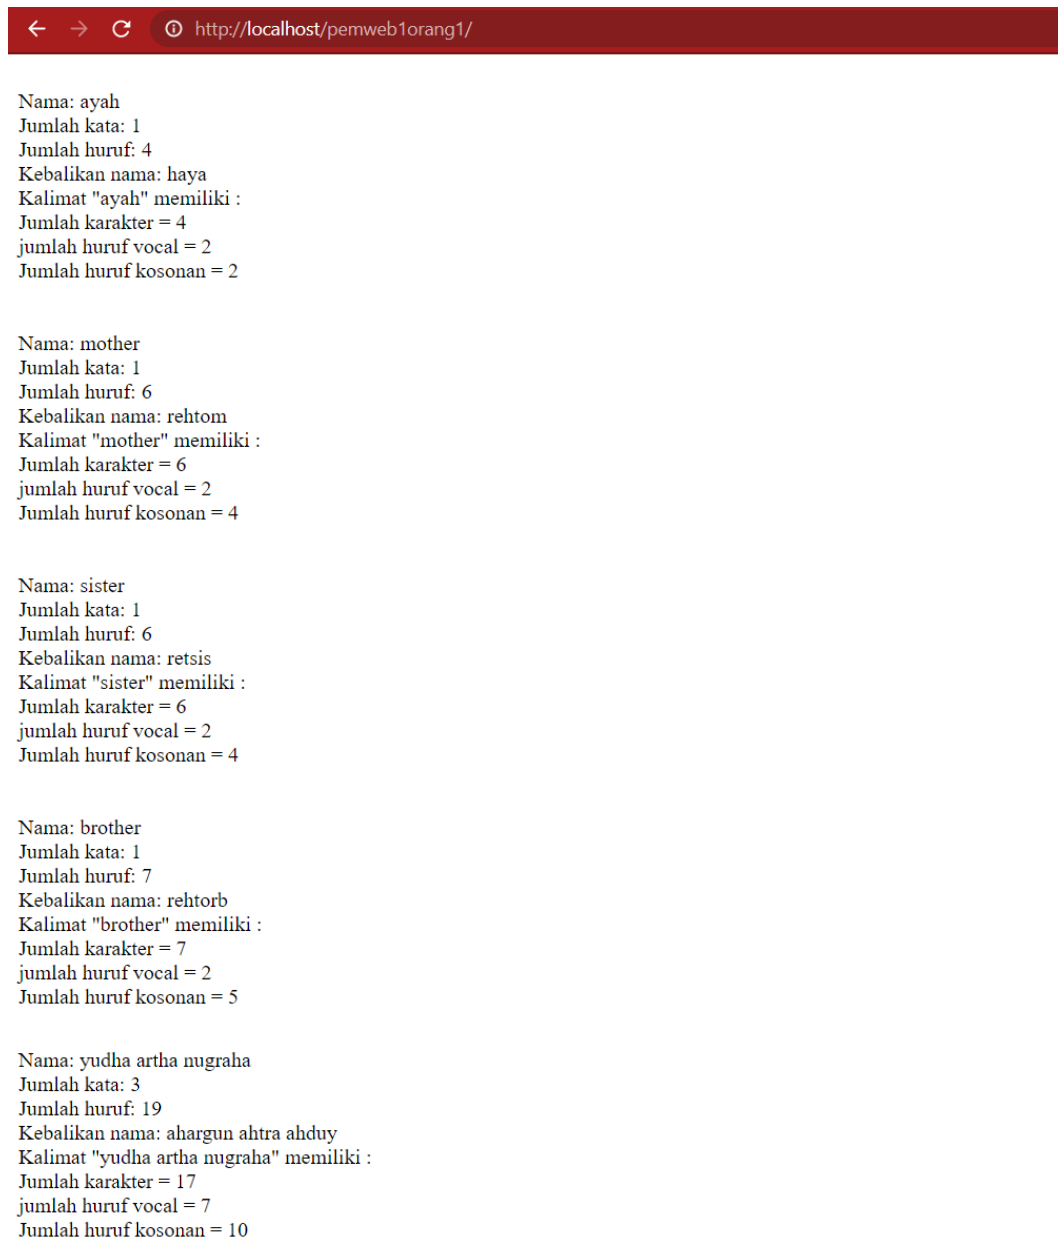 http://localhost/pemweb1orang1/
Nama: ayah
Jumlah kata: 1
Jumlah huruf: 4
Kebalikan nama: haya
Kalimat "ayah" memiliki :
Jumlah karakter = 4
jumlah huruf vocal = 2
Jumlah huruf kosonan = 2
Nama: mother
Jumlah kata: 1
Jumlah huruf: 6
Kebalikan nama: rehtom
Kalimat "mother" memiliki :
Jumlah karakter = 6
jumlah huruf vocal = 2
Jumlah huruf kosonan = 4
Nama: sister
Jumlah kata: 1
Jumlah huruf: 6
Kebalikan nama: retsis
Kalimat "sister" memiliki :
Jumlah karakter = 6
jumlah huruf vocal = 2
Jumlah huruf kosonan = 4
Nama: brother
Jumlah kata: 1
Jumlah huruf: 7
Kebalikan nama: rehtorb
Kalimat "brother" memiliki :
Jumlah karakter = 7
jumlah huruf vocal = 2
Jumlah huruf kosonan = 5
Nama: yudha artha nugraha
Jumlah kata: 3
Jumlah huruf: 19
Kebalikan nama: ahargun ahtra ahduy
Kalimat "yudha artha nugraha" memiliki :
Jumlah karakter = 17
jumlah huruf vocal = 7
Jumlah huruf kosonan = 10